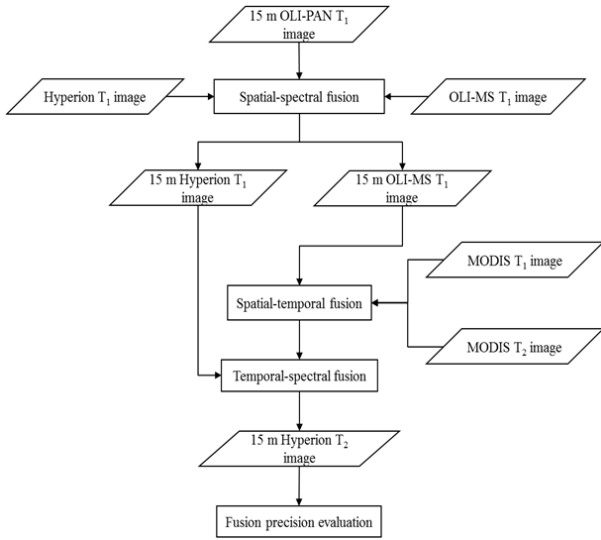 15 m OLI-PAN T₁
image
Hyperion T₁ image
Spatial-spectral fusion
OLI-MS T₁ image
15 m Hyperion T₁
image
15 m OLI-MS T₁
image
MODIS
T₁ image
Spatial-temporal fusion
MODIS T₂ image
Temporal-spectral fusion
15 m Hyperion T₂
image
Fusion precision evaluation